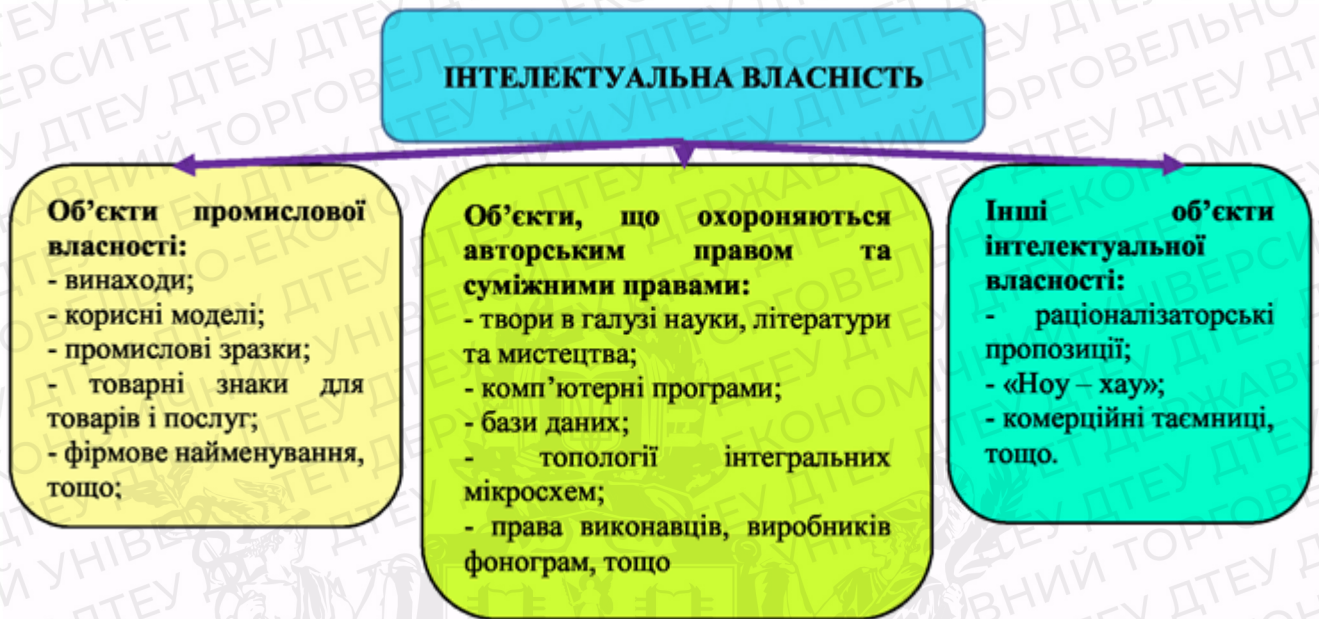 ІНТЕЛЕКТУАЛЬНА ВЛАСНІСТЬ
Об’єкти промислової
власності:
- винаходи;
- корисні моделі;
- промислові зразки;
- товарні знаки для
товарів і послуг;
- фірмове найменування,
тощо;
Об’єкти, що охороняються
авторським правом та
суміжними правами:
- твори в галузі науки, літератури
та мистецтва;
- комп’ютерні програми;
- бази даних;
- топології інтегральних
мікросхем;
- права виконавців, виробників
фонограм, тощо
Інші об’єкти
інтелектуальної
власності:
- раціоналізаторські
пропозиції;
- «Ноу – хау»;
- комерційні таємниці,
тощо.